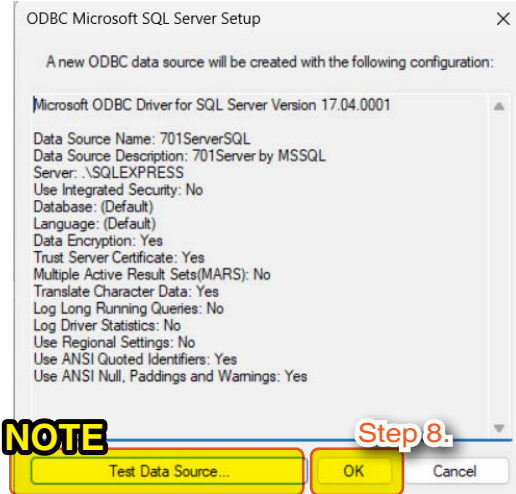 ODBC Microsoft SQL Server Setup
A new ODBC data source will be created with the following configuration:
Microsoft ODBC Driver for SQL Server Version 17.04.0001
Data Source Name: 701ServerSQL
Data Source Description: 701Server by MSSQL
Server: .\SQLEXPRESS
Use Integrated Security: No
Database: (Default)
Language: (Default)
Data Encryption: Yes
Trust Server Certificate: Yes
Multiple Active Result Sets(MARS): No
Translate Character Data: Yes
Log Long Running Queries: No
Log Driver Statistics: No
Use Regional Settings: No
Use ANSI Quoted Identifiers: Yes
Use ANSI Null, Paddings and Warnings: Yes
NOTE Step 8.
Test Data Source... OK Cancel